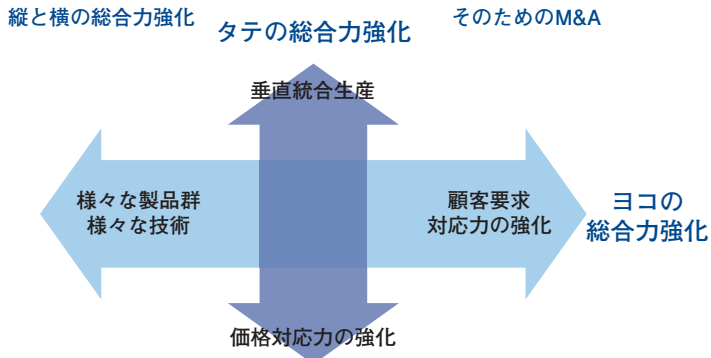 縦と横の総合力強化
タテの総合力強化
そのためのM&A
垂直統合生産
様々な製品群
様々な技術
顧客要求
対応力の強化
ヨコの
総合力強化
価格対応力の強化